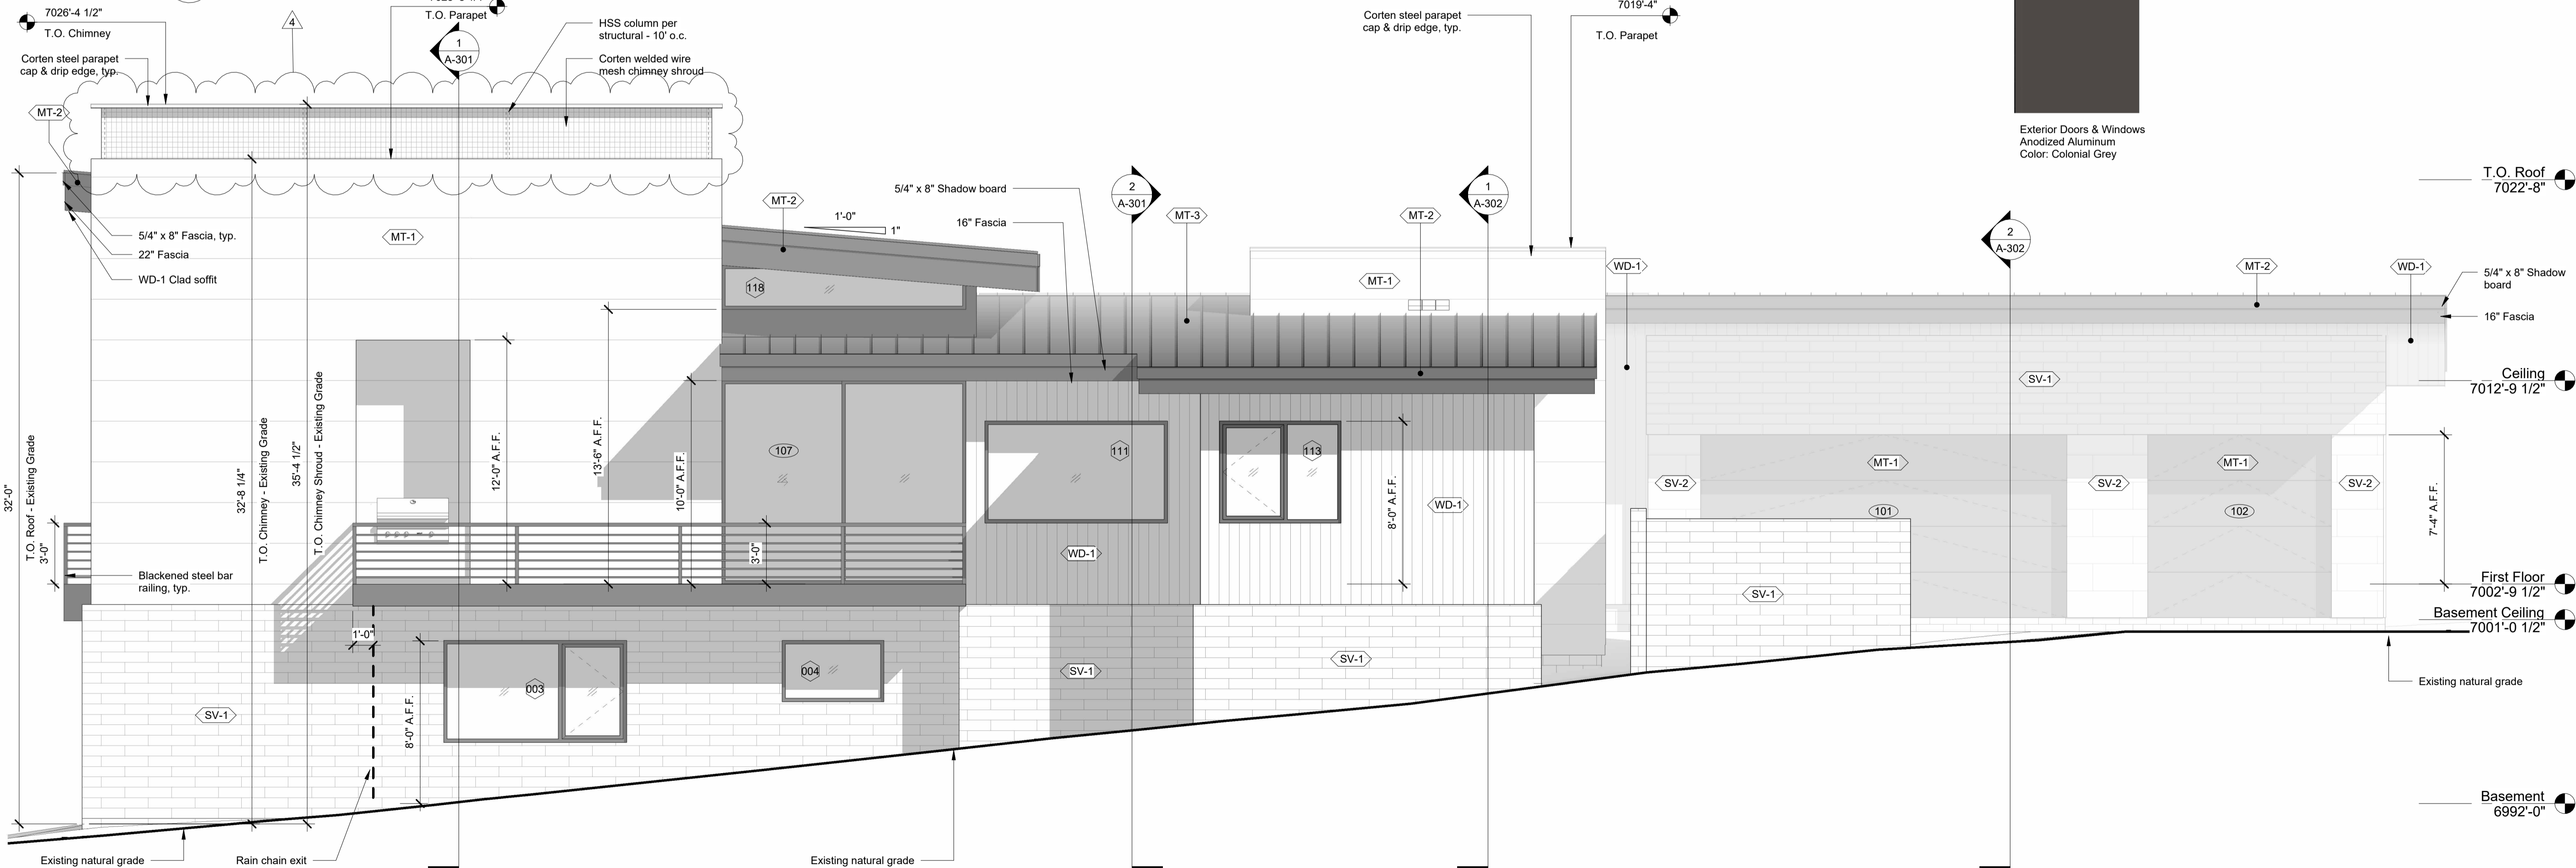 7026'-4 1/2"
T.O. Chimney
T.O. Parapet
4
1
A-301
HSS column per
structural - 10' o.c.
Corten welded wire
mesh chimney shroud
Corten steel parapet
cap & drip edge, typ.
MT-2
Corten steel parapet
cap & drip edge, typ.
7019'-4"
T.O. Parapet
Exterior Doors & Windows
Anodized Aluminum
Color: Colonial Grey
T.O. Roof
7022'-8"
5/4" x 8" Fascia, typ.
22" Fascia
WD-1 Clad soffit
MT-1
MT-2
1'-0"
1"
5/4" x 8" Shadow board
16" Fascia
2
A-301
MT-3
MT-2
1
A-302
MT-1
WD-1
2
A-302
MT-2
WD-1
5/4" x 8" Shadow
board
16" Fascia
118
SV-1
Ceiling
7012'-9 1/2"
32'-0"
T.O. Roof - Existing Grade
3'-0"
32'-8 1/4"
T.O. Chimney - Existing Grade
35'-4 1/2"
T.O. Chimney Shroud - Existing Grade
12'-0" A.F.F.
13'-6" A.F.F.
10'-0" A.F.F.
3'-0"
107
111
113
8'-0" A.F.F.
WD-1
WD-1
SV-2
MT-1
101
SV-2
MT-1
102
SV-2
7'-4" A.F.F.
Blackened steel bar
railing, typ.
First Floor
7002'-9 1/2"
Basement Ceiling
7001'-0 1/2"
1'-0"
SV-1
SV-1
8'-0" A.F.F.
003
004
SV-1
SV-1
Existing natural grade
Basement
6992'-0"
Existing natural grade
Rain chain exit
Existing natural grade